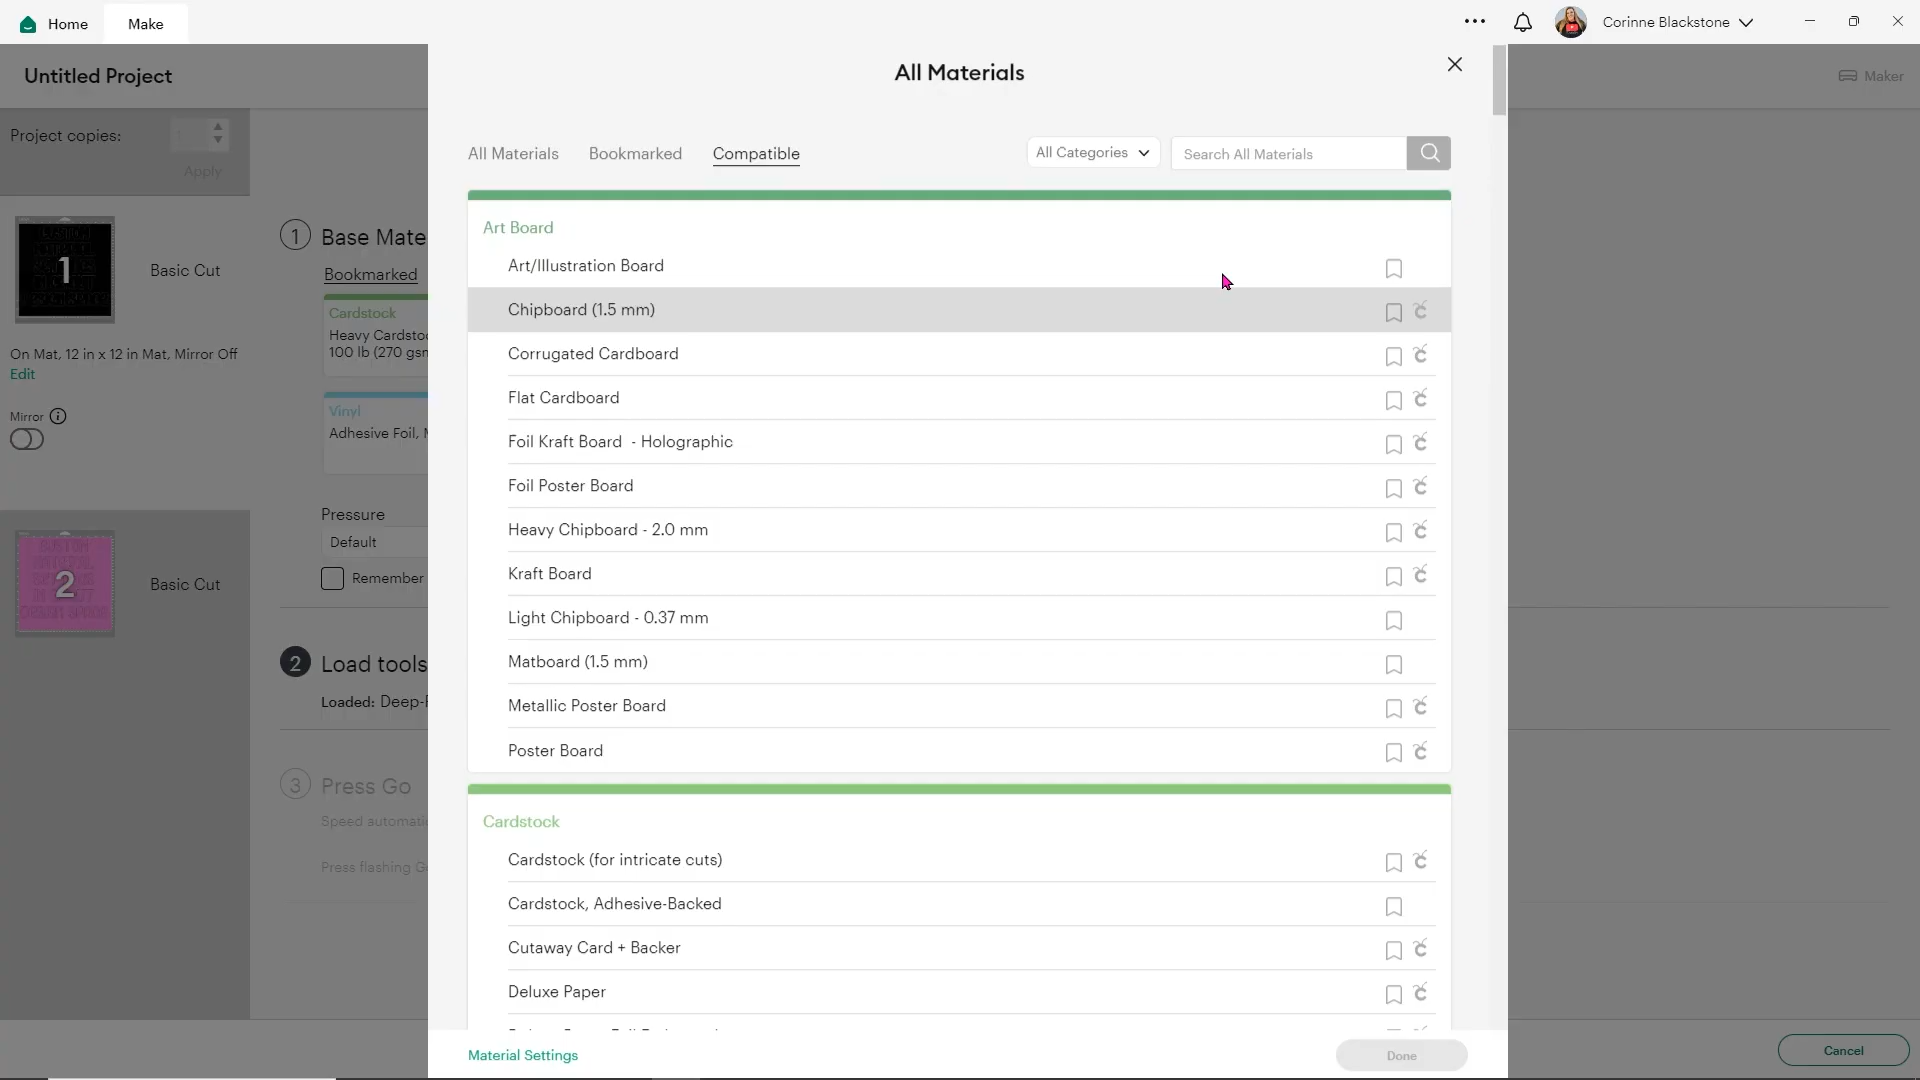 Home
Make
Corinne Blackstone
Untitled Project
All Materials
Maker
Project copies:
Apply
All Materials
Bookmarked
Compatible
All Categories
Search All Materials
Art Board
Art/Illustration Board
Chipboard (1.5 mm)
Corrugated Cardboard
Flat Cardboard
Foil Kraft Board - Holographic
Foil Poster Board
Heavy Chipboard - 2.0 mm
Kraft Board
Light Chipboard - 0.37 mm
Matboard (1.5 mm)
Metallic Poster Board
Poster Board
Cardstock
Cardstock (for intricate cuts)
Cardstock, Adhesive-Backed
Cutaway Card + Backer
Deluxe Paper
Material Settings
Done
1
Basic Cut
On Mat, 12 in x 12 in Mat, Mirror Off
Edit
Mirror
2
Basic Cut
1
Base Mate
Bookmarked
Cardstock
Heavy Cardsto
100 lb (270 gsm
Vinyl
Adhesive Foil,
Pressure
Default
Remember
2
Load tools
Loaded: Deep-
3
Press Go
Speed automatic
Press flashing G
Cancel